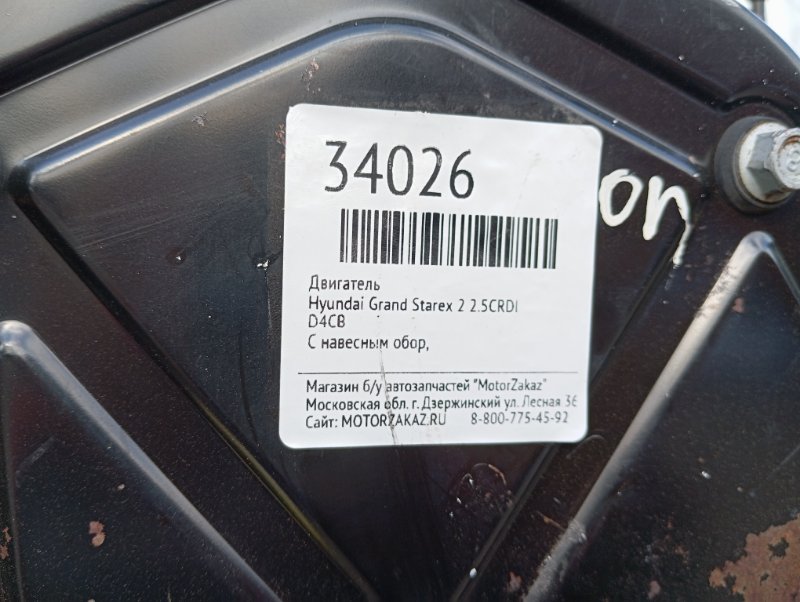 34026
on
Двигатель
Hyundai Grand Starex 2 2.5CRDI
D4CB
С навесным обор,
Магазин б/у автозапчастей "MotorZakaz"
Московская обл. г. Дзержинский ул. Лесная 36
Сайт: MOTORZAKAZ.RU 8-800-775-45-92